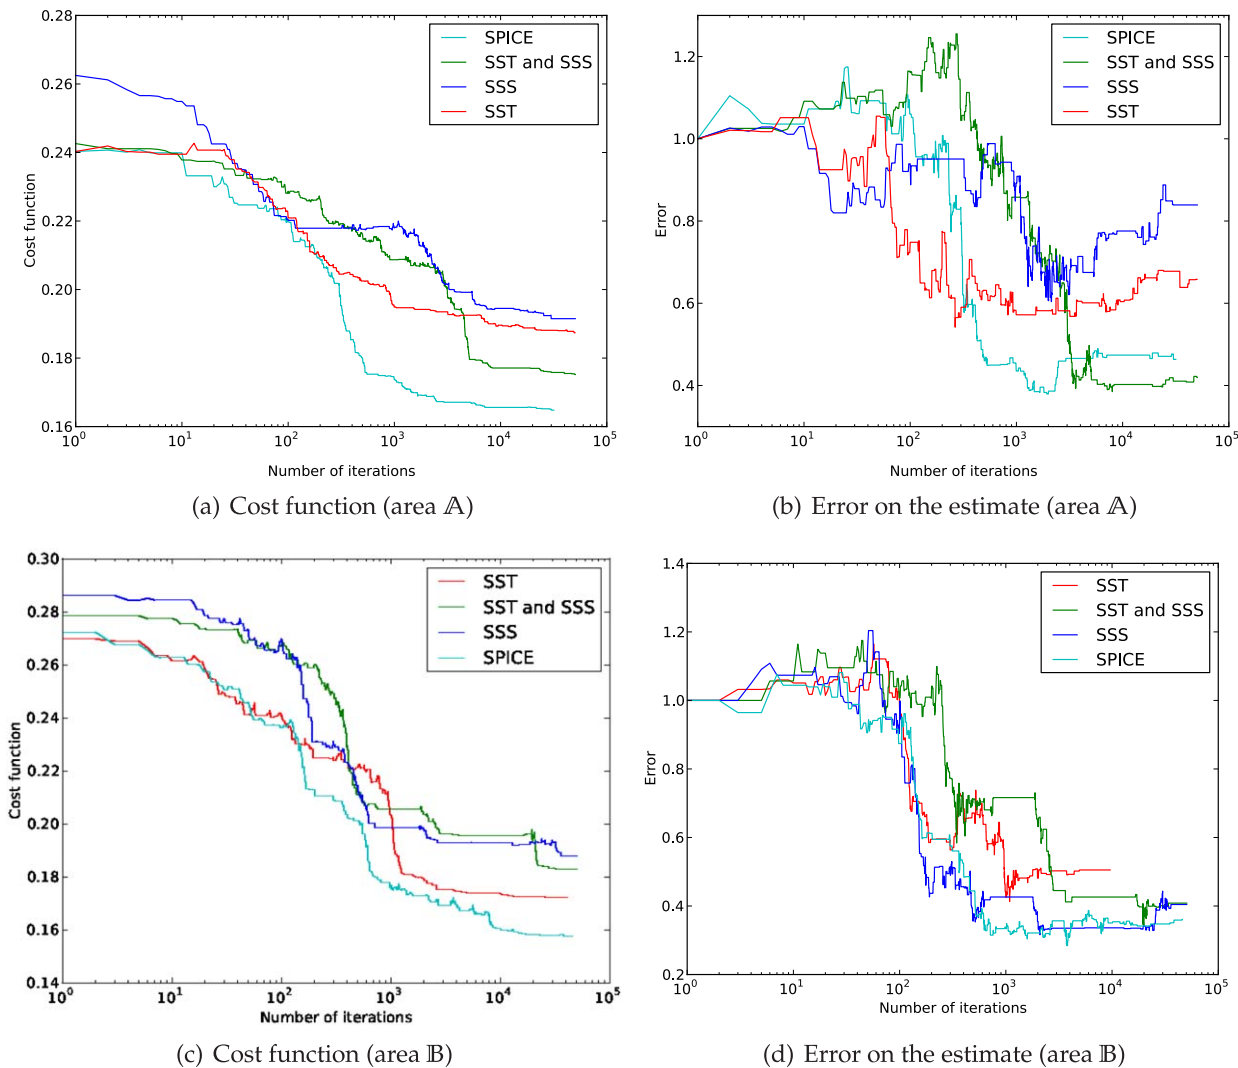 0.28
0.26
0.24
0.22
0.20
0.18
0.16
Cost function
10^0 10^1 10^2 10^3 10^4 10^5
Number of iterations
SPICE
SST and SSS
SSS
SST
(a) Cost function (area 𝔸)
1.2
1.0
0.8
0.6
0.4
Error
10^0 10^1 10^2 10^3 10^4 10^5
Number of iterations
SPICE
SST and SSS
SSS
SST
(b) Error on the estimate (area 𝔸)
0.30
0.28
0.26
0.24
0.22
0.20
0.18
0.16
0.14
Cost function
10^0 10^1 10^2 10^3 10^4 10^5
Number of iterations
SST
SST and SSS
SSS
SPICE
(c) Cost function (area 𝔹)
1.4
1.2
1.0
0.8
0.6
0.4
0.2
Error
10^0 10^1 10^2 10^3 10^4 10^5
Number of iterations
SST
SST and SSS
SSS
SPICE
(d) Error on the estimate (area 𝔹)